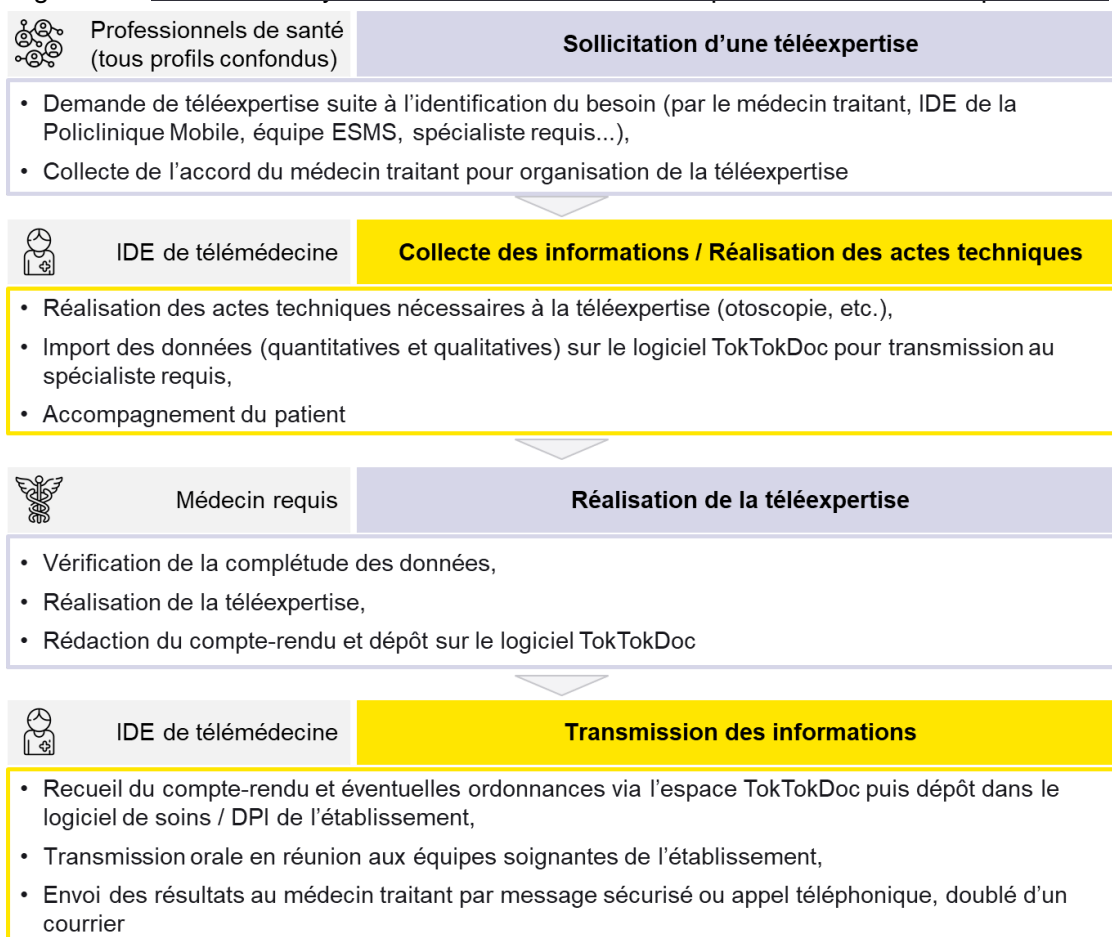 Professionnels de santé
(tous profils confondus)
Sollicitation d’une téléexpertise
• Demande de téléexpertise suite à l’identification du besoin (par le médecin traitant, IDE de la
Policlinique Mobile, équipe ESMS, spécialiste requis...),
• Collecte de l’accord du médecin traitant pour organisation de la téléexpertise
IDE de télémédecine
Collecte des informations / Réalisation des actes techniques
• Réalisation des actes techniques nécessaires à la téléexpertise (otoscopie, etc.),
• Import des données (quantitatives et qualitatives) sur le logiciel TokTokDoc pour transmission au
spécialiste requis,
• Accompagnement du patient
Médecin requis
Réalisation de la téléexpertise
• Vérification de la complétude des données,
• Réalisation de la téléexpertise,
• Rédaction du compte-rendu et dépôt sur le logiciel TokTokDoc
IDE de télémédecine
Transmission des informations
• Recueil du compte-rendu et éventuelles ordonnances via l’espace TokTokDoc puis dépôt dans le
logiciel de soins / DPI de l’établissement,
• Transmission orale en réunion aux équipes soignantes de l’établissement,
• Envoi des résultats au médecin traitant par message sécurisé ou appel téléphonique, doublé d’un
courrier